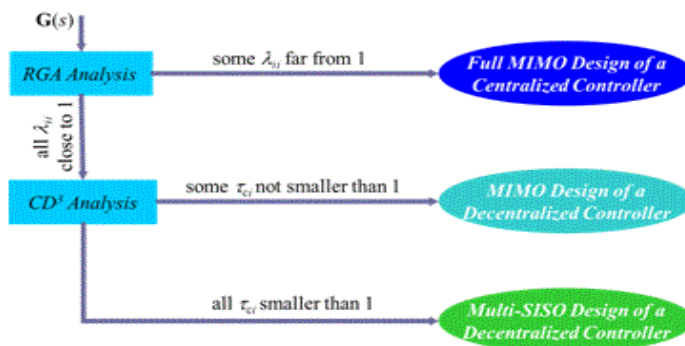 G(s)
RGA Analysis
some λii far from 1
Full MIMO Design of a
Centralized Controller
all λii
close to 1
CDˢ Analysis
some τci not smaller than 1
MIMO Design of a
Decentralized Controller
all τci smaller than 1
Multi-SISO Design of a
Decentralized Controller